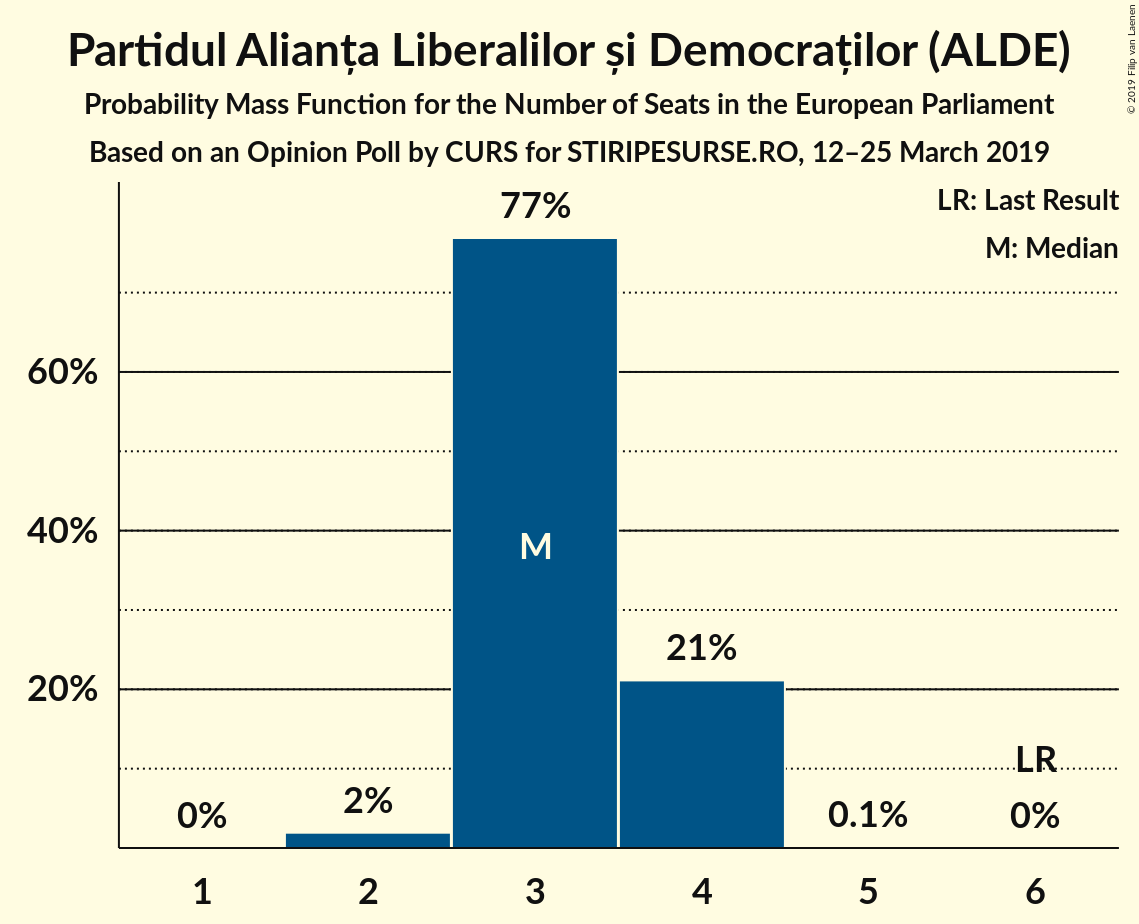 Partidul Alianța Liberalilor și Democraților (ALDE)
Probability Mass Function for the Number of Seats in the European Parliament
Based on an Opinion Poll by CURS for STIRIPESURSE.RO, 12–25 March 2019
© 2019 Filip van Laenen
LR: Last Result
M: Median
77%
60%
40%
M
21%
20%
LR
0%
2%
0.1%
0%
1 2 3 4 5 6